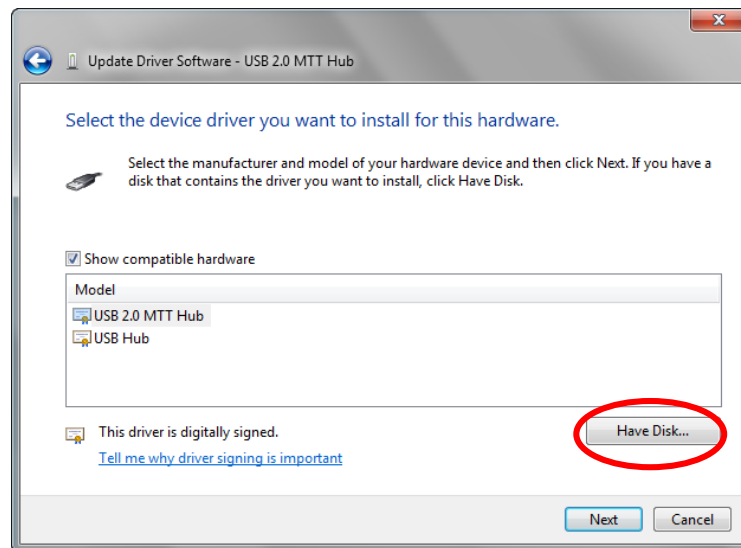 Update Driver Software - USB 2.0 MTT Hub
Select the device driver you want to install for this hardware.
Select the manufacturer and model of your hardware device and then click Next. If you have a
disk that contains the driver you want to install, click Have Disk.
Show compatible hardware
Model
USB 2.0 MTT Hub
USB Hub
This driver is digitally signed.
Have Disk...
Tell me why driver signing is important
Next
Cancel